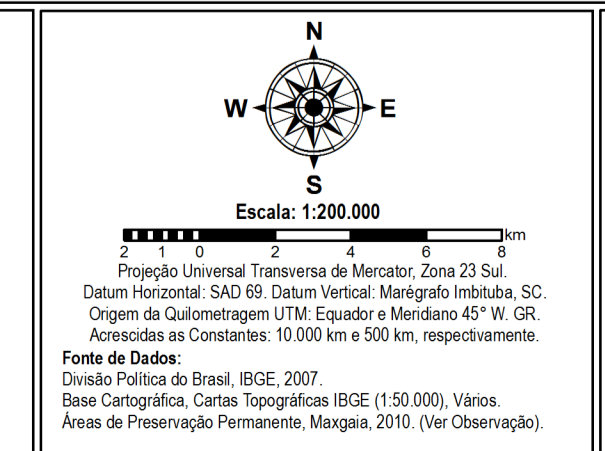 N
W E
S
Escala: 1:200.000
km
2 1 0 2 4 6 8
Projeção Universal Transversa de Mercator, Zona 23 Sul.
Datum Horizontal: SAD 69. Datum Vertical: Marégrafo Imbituba, SC.
Origem da Quilometragem UTM: Equador e Meridiano 45° W. GR.
Acrescidas as Constantes: 10.000 km e 500 km, respectivamente.
Fonte de Dados:
Divisão Política do Brasil, IBGE, 2007.
Base Cartográfica, Cartas Topográficas IBGE (1:50.000), Vários.
Áreas de Preservação Permanente, Maxgaia, 2010. (Ver Observação).